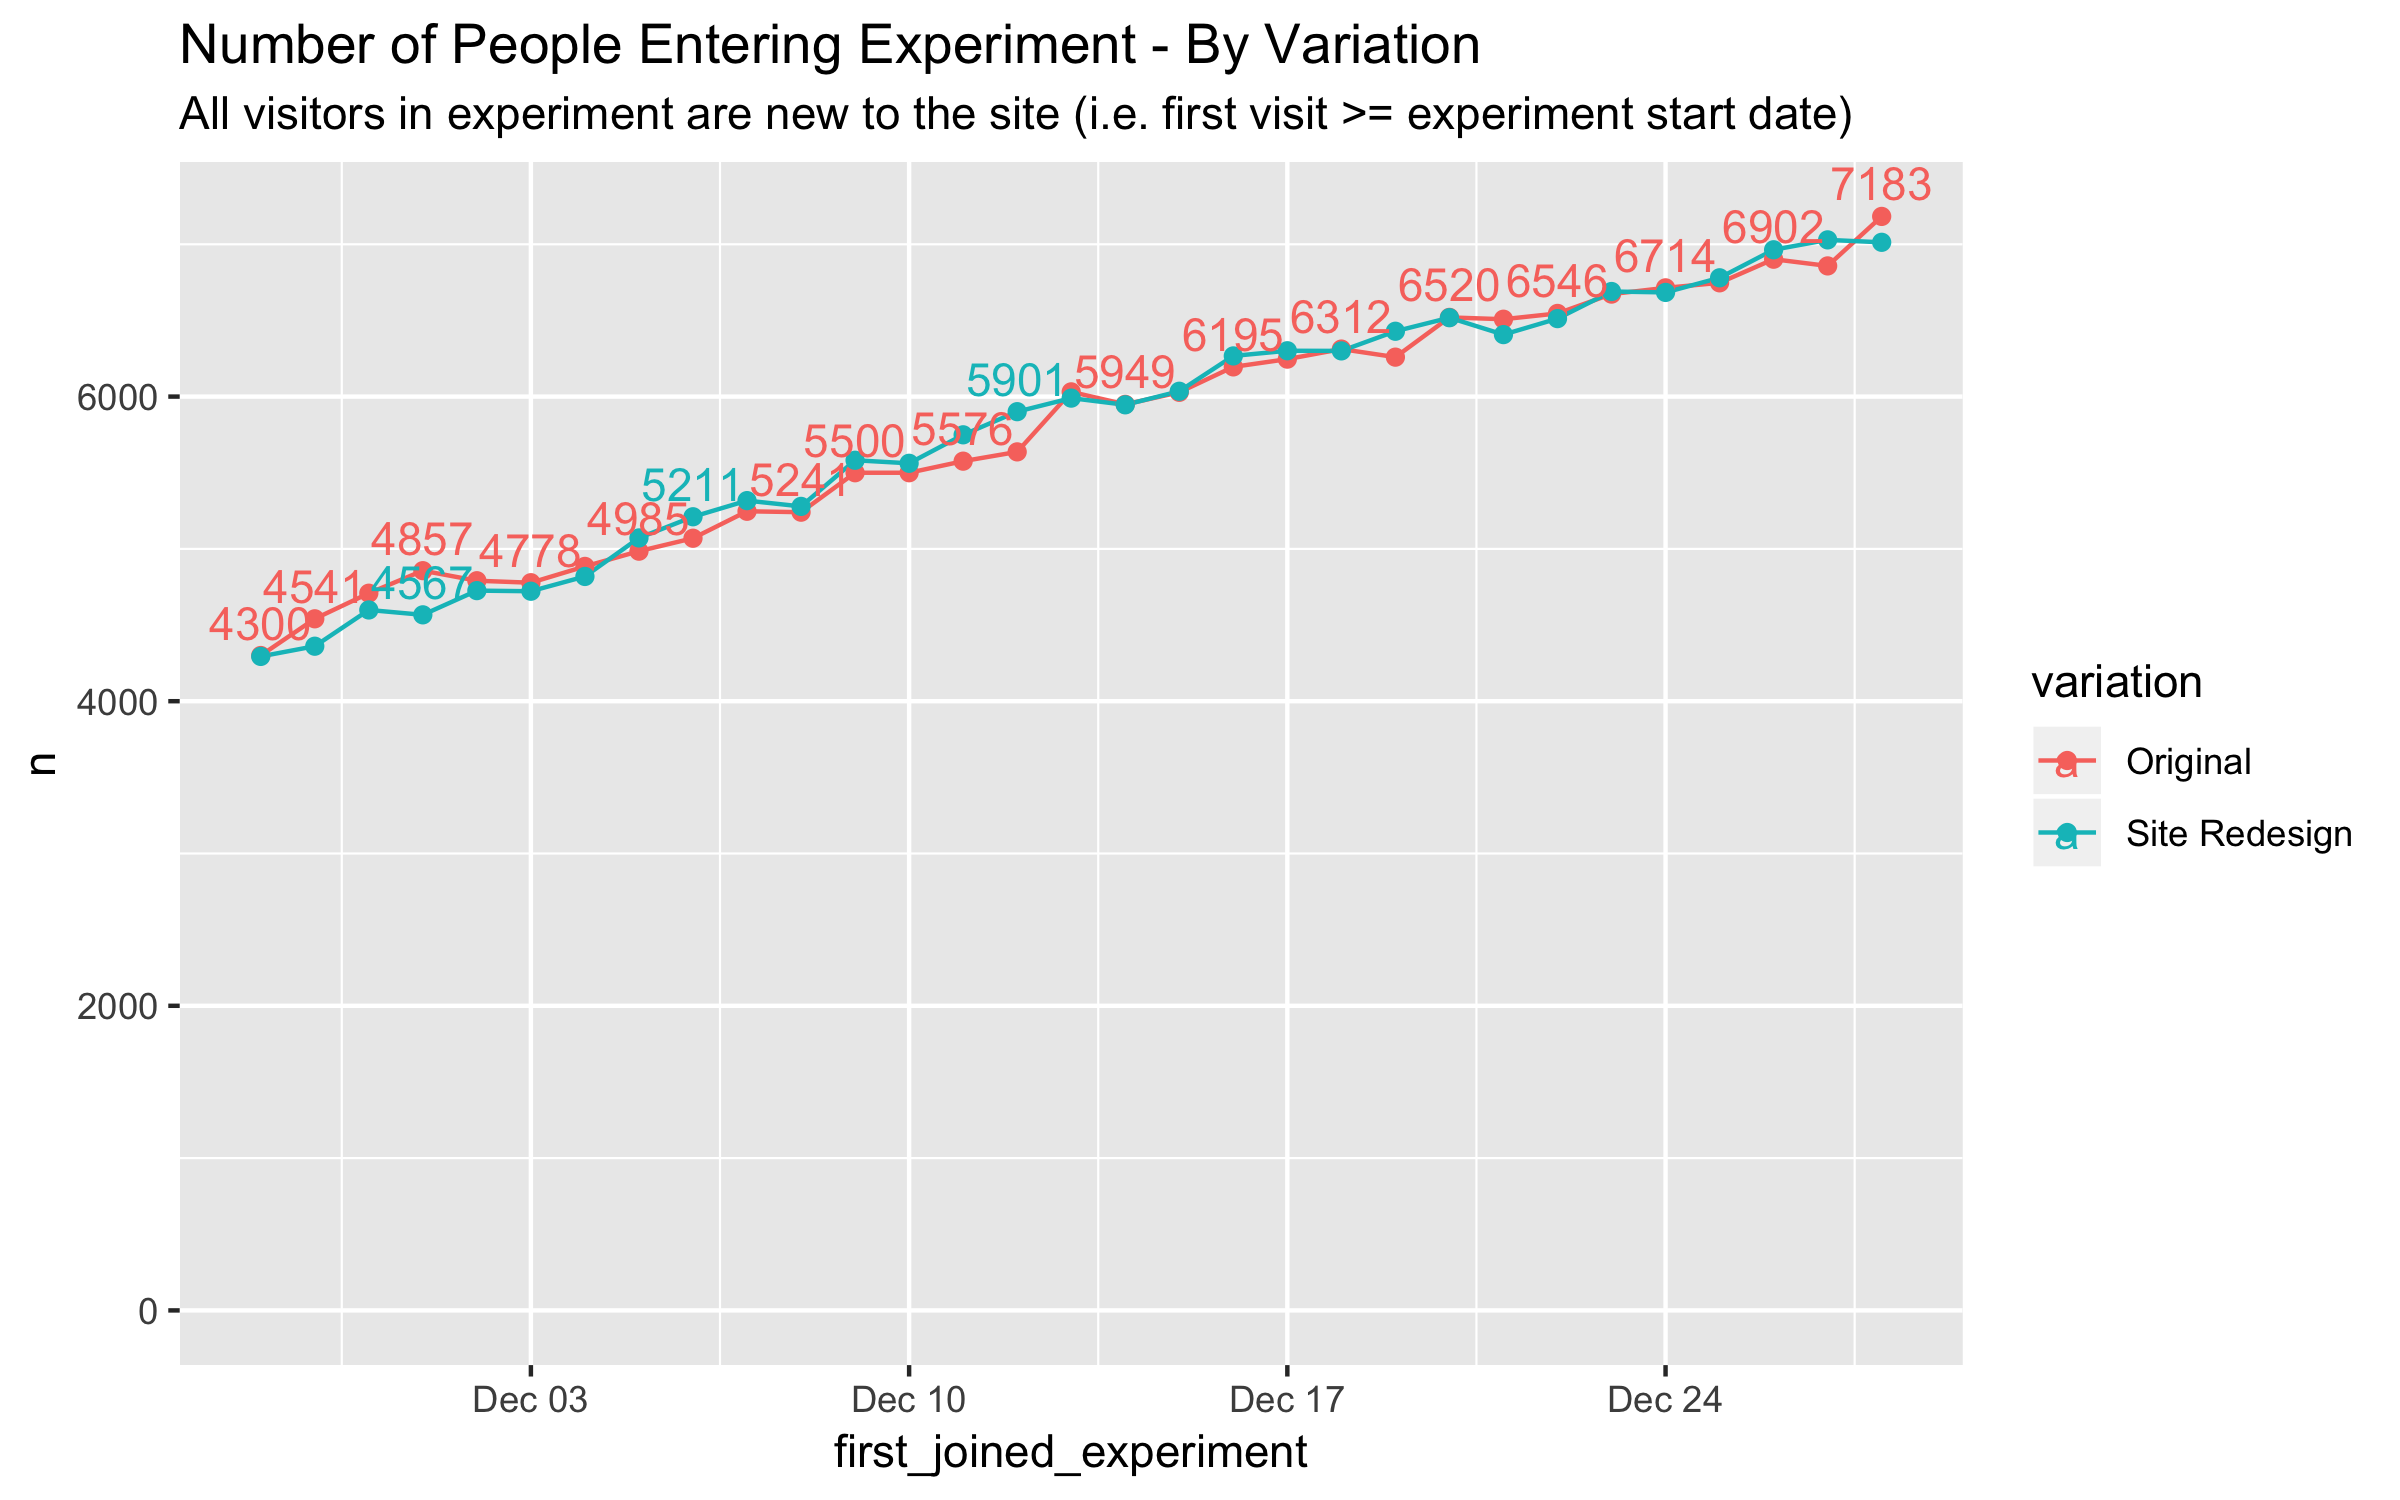 Number of People Entering Experiment - By Variation
All visitors in experiment are new to the site (i.e. first visit >= experiment start date)
7183
6902
6714
6520 6546
6312
6195
6000
5949
5901
5576
5500
5241
5211
4985
4857
4778
4567
4541
4300
4000
2000
0
n
variation
a Original
a Site Redesign
Dec 03 Dec 10 Dec 17 Dec 24
first_joined_experiment